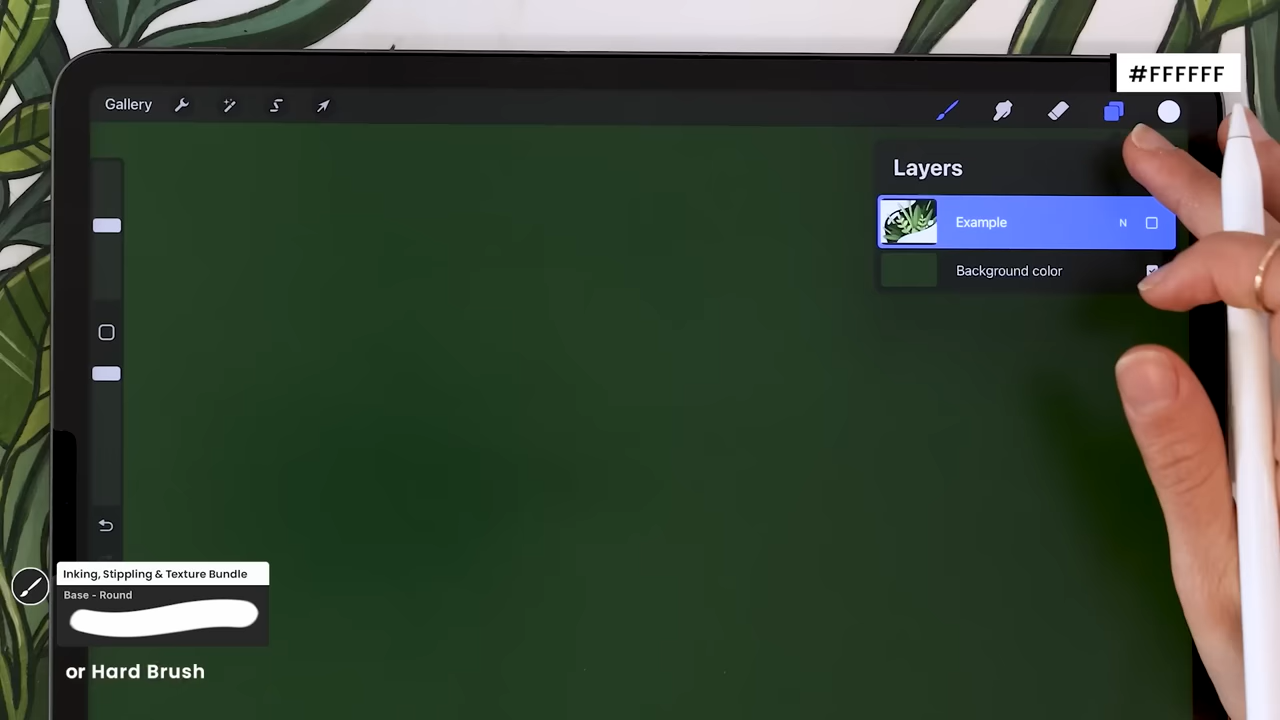 #FFFFFF
Gallery
Layers
Example N
Background color
Inking, Stippling & Texture Bundle
Base - Round
or Hard Brush